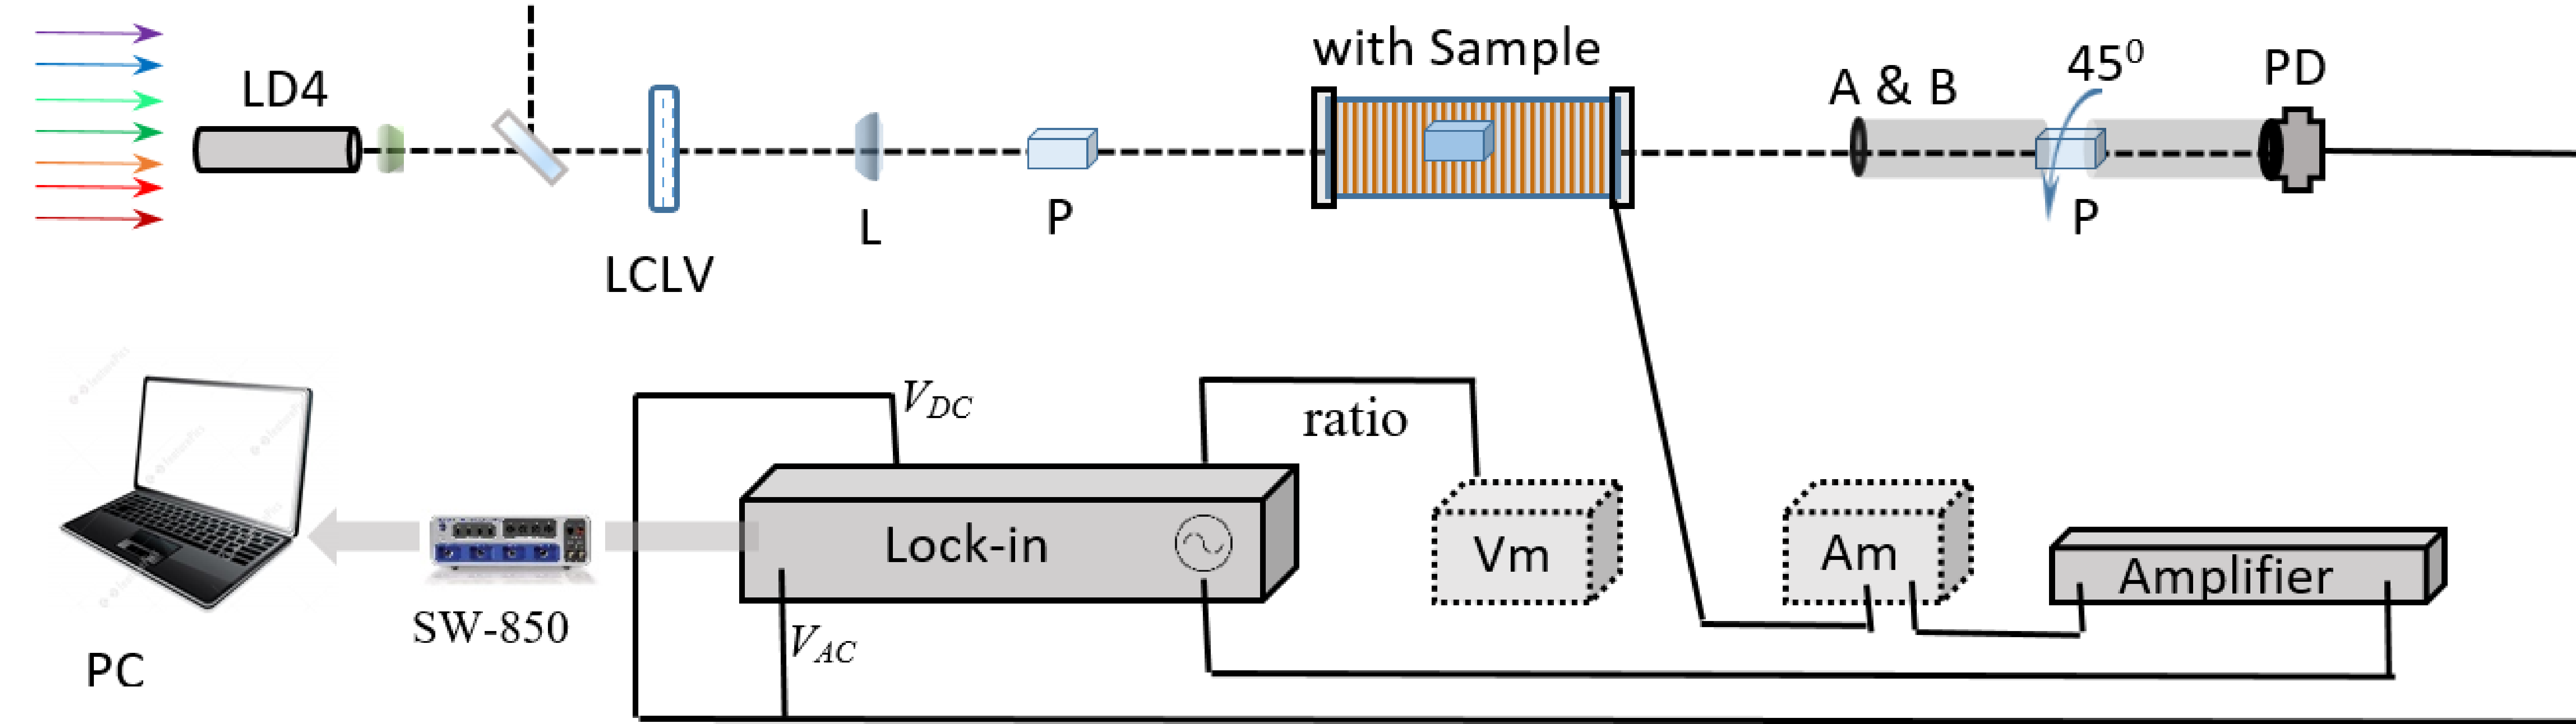 with Sample
LD4
A & B
45⁰
PD
L
P
P
LCLV
V_DC
ratio
Lock-in
Vm
Am
Amplifier
SW-850
V_AC
PC